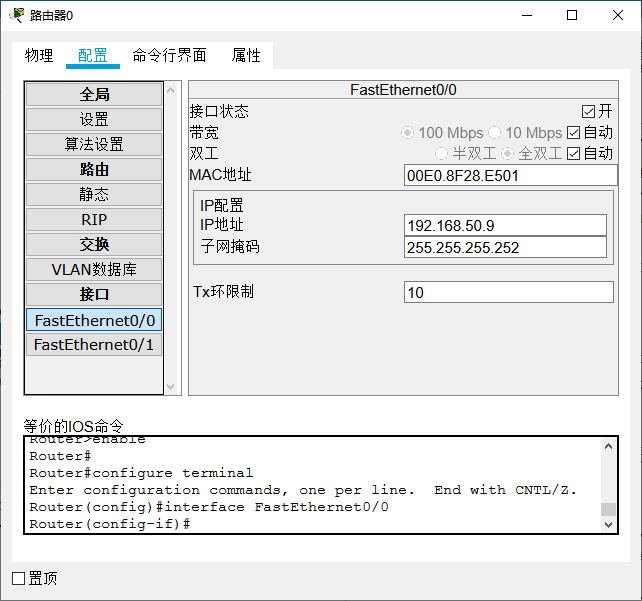 路由器0
物理 配置 命令行界面 属性
全局
设置
算法设置
路由
静态
RIP
交换
VLAN数据库
接口
FastEthernet0/0
FastEthernet0/1
FastEthernet0/0
接口状态 开
带宽 100 Mbps 10 Mbps 自动
双工 半双工 全双工 自动
MAC地址 00E0.8F28.E501
IP配置
IP地址 192.168.50.9
子网掩码 255.255.255.252
Tx环限制 10
等价的IOS命令
Router>enable
Router#
Router#configure terminal
Enter configuration commands, one per line.  End with CNTL/Z.
Router(config)#interface FastEthernet0/0
Router(config-if)#
置顶